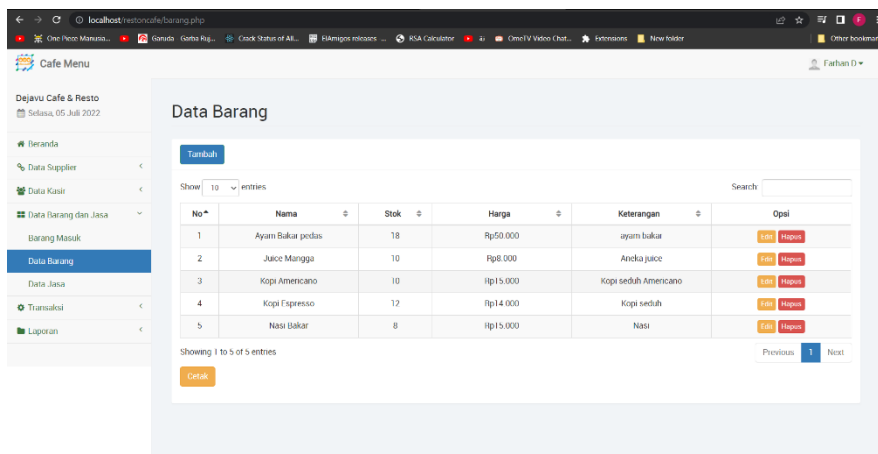 localhost/restoncafe/barang.php
One Piece Manusia... Garuda - Garba Ruj... Crack Status of All... ElAmigos releases ... RSA Calculator OmeTV Video Chat... Extensions New folder Other bookmar
Cafe Menu Farhan D
Dejavu Cafe & Resto
Selasa, 05 Juli 2022
Data Barang
Beranda
Data Supplier
Data Kasir
Data Barang dan Jasa
Barang Masuk
Data Barang
Data Jasa
Transaksi
Laporan
Tambah
Show 10 entries Search:
No Nama Stok Harga Keterangan Opsi
1 Ayam Bakar pedas 18 Rp50.000 ayam bakar Edit Hapus
2 Juice Mangga 10 Rp8.000 Aneka juice Edit Hapus
3 Kopi Americano 10 Rp15.000 Kopi seduh Americano Edit Hapus
4 Kopi Espresso 12 Rp14.000 Kopi seduh Edit Hapus
5 Nasi Bakar 8 Rp15.000 Nasi Edit Hapus
Showing 1 to 5 of 5 entries Previous 1 Next
Cetak